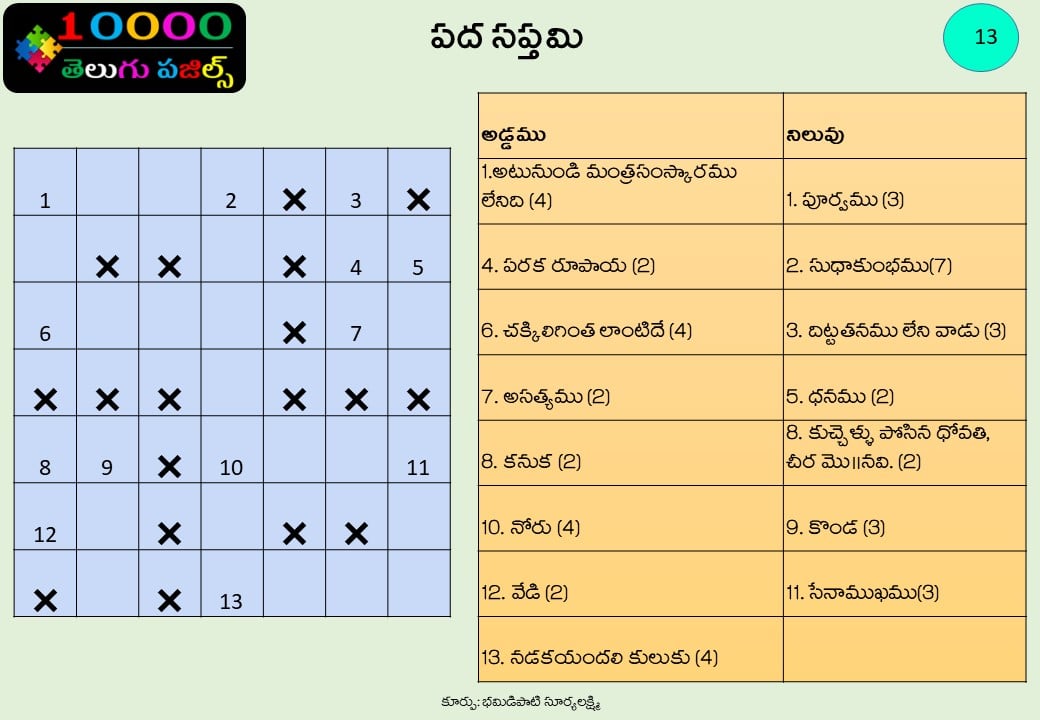 10000
తెలుగు పజిల్స్
పద సప్తమి
13
అడ్డము నిలువు
1.అటునుండి మంత్రసంస్కారము
లేనిది (4)
1. పూర్వము (3)
4. పరక రూపాయ (2)
2. సుధాకుంభము(7)
6. చక్కిలిగింత లాంటిదే (4)
3. దిట్టతనము లేని వాడు (3)
7. అసత్యము (2)
5. ధనము (2)
8. కనుక (2)
8. కుచ్చెళ్ళు పోసిన ధోవతి,
చీర మొ॥నవి. (2)
10. నోరు (4)
9. కొండ (3)
12. వేడి (2)
11. సేనాముఖము(3)
13. నడకయందలి కులుకు (4)
1 2 × 3 ×
× × × 4 5
6 × 7
× × × × × ×
8 9 × 10 11
12 × × ×
× × 13
కూర్పు: భమిడిపాటి సూర్యలక్ష్మి